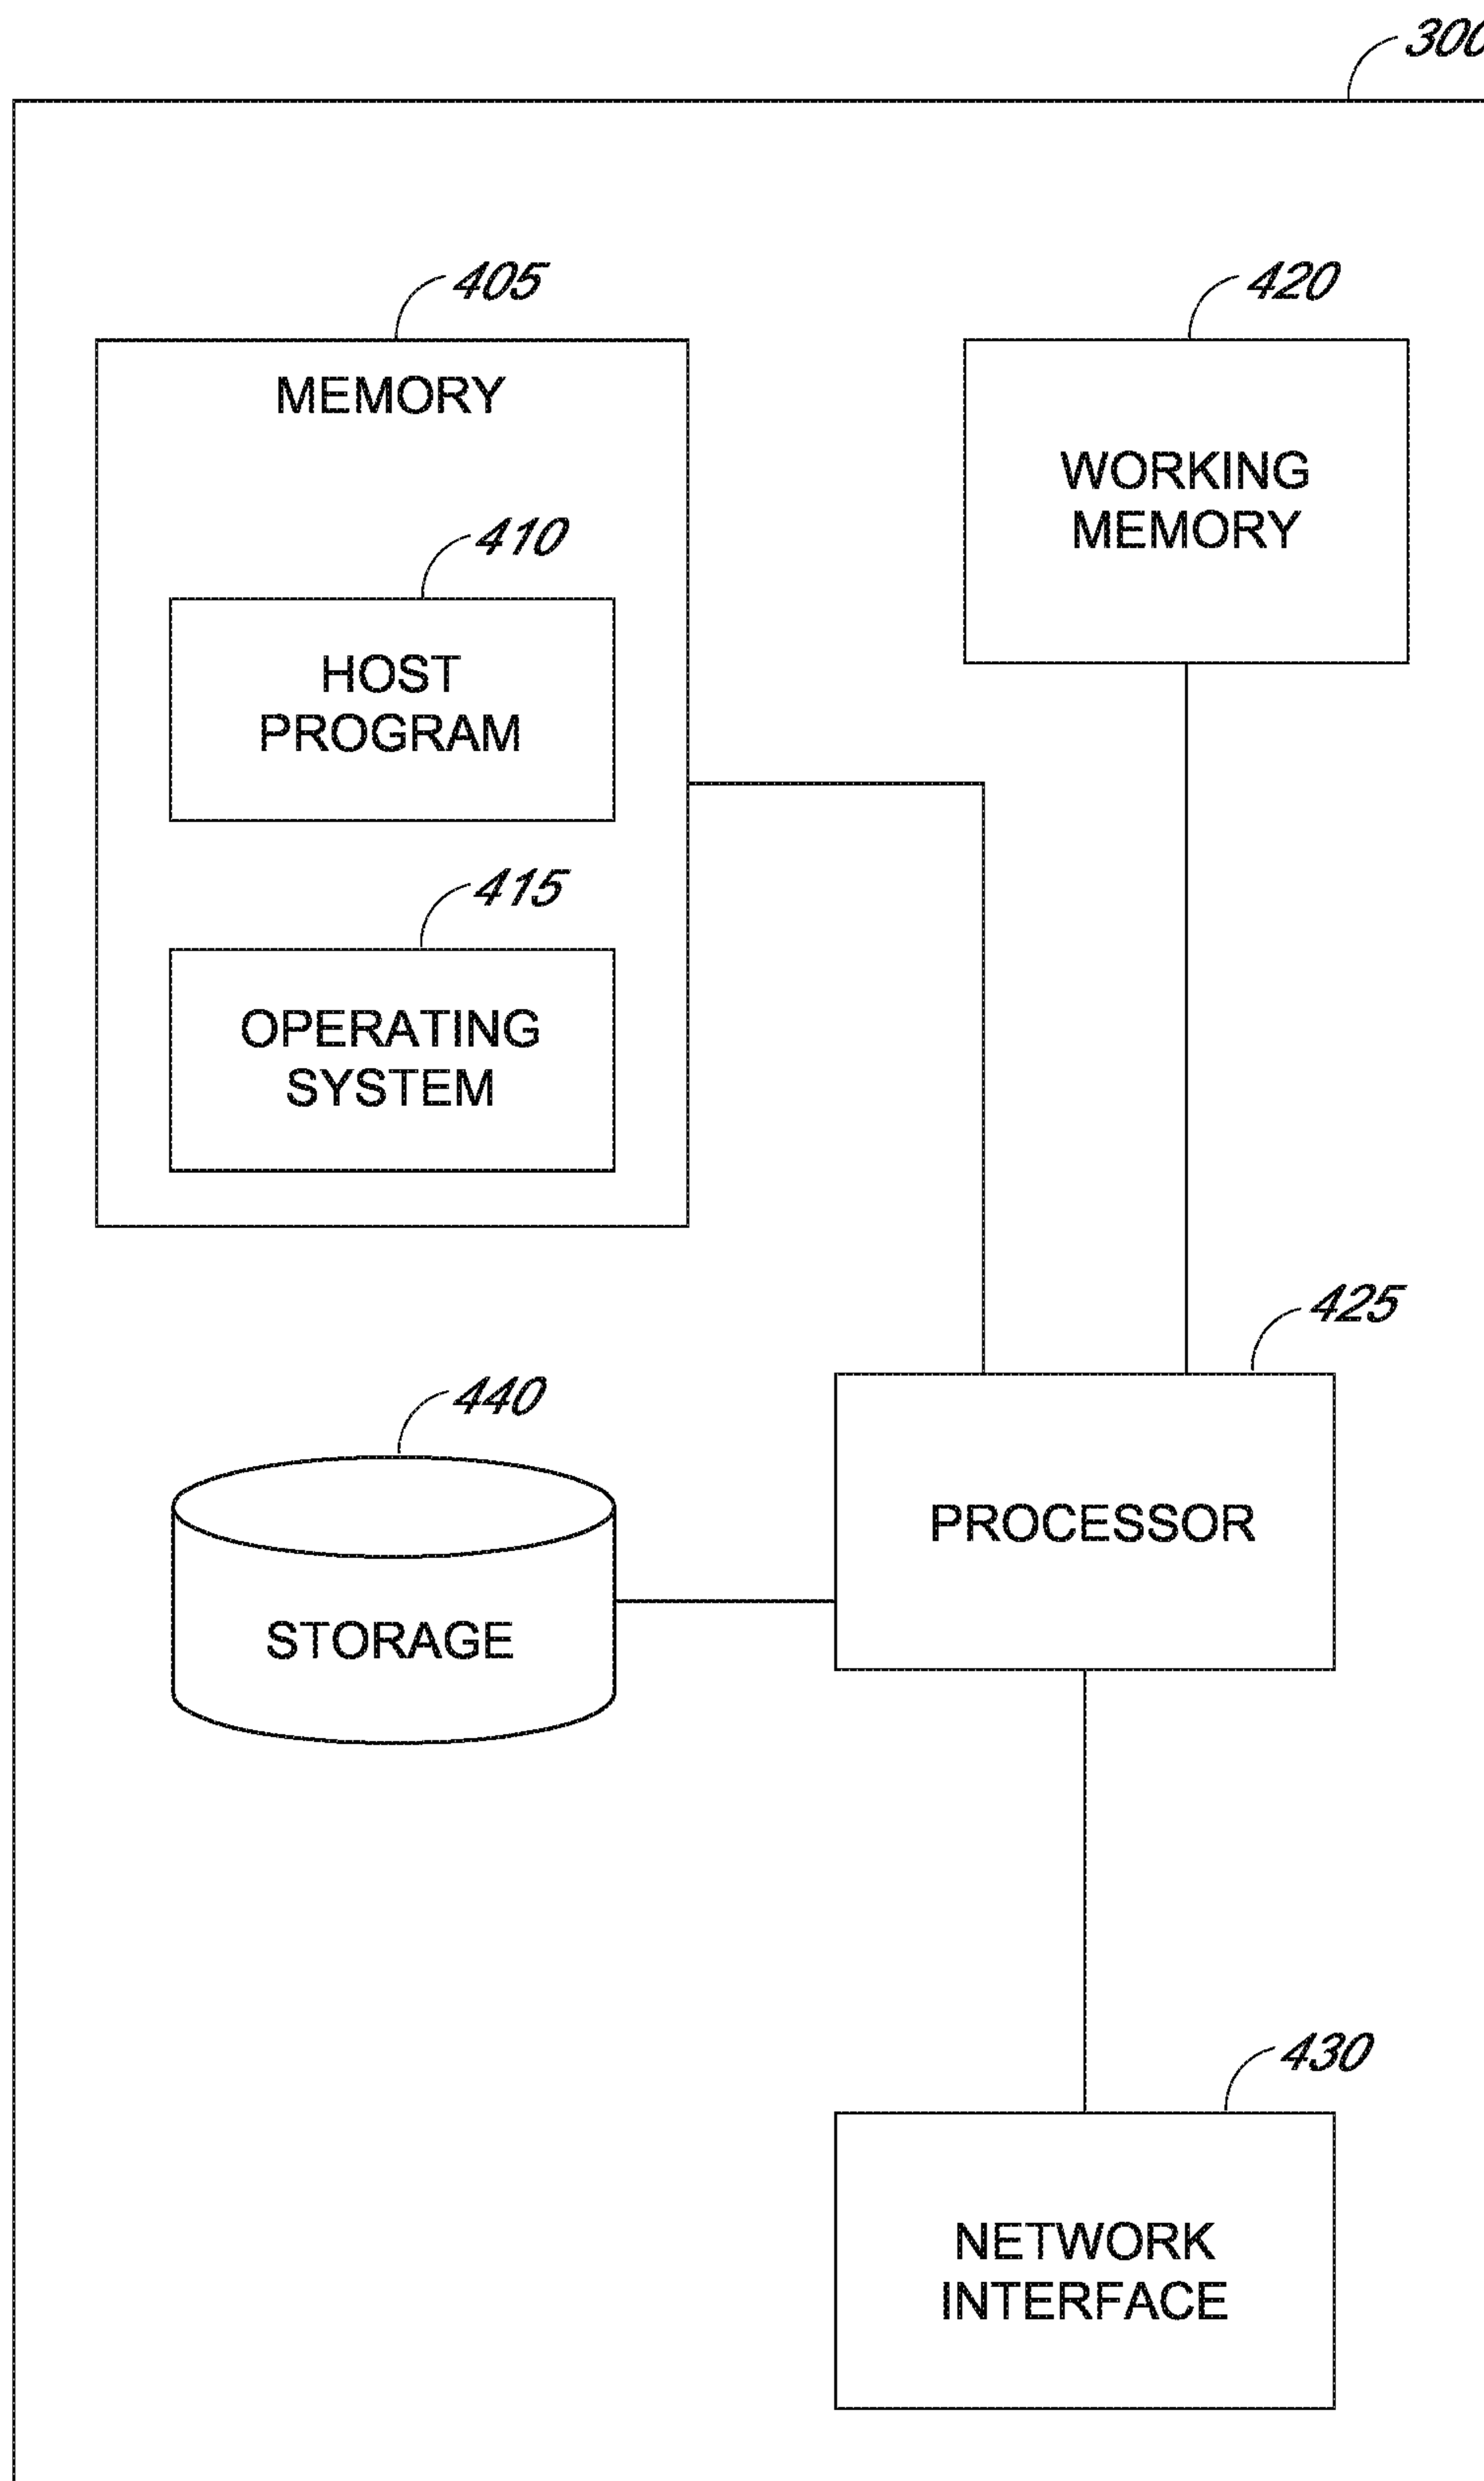 300
405
420
MEMORY
WORKING
MEMORY
410
HOST
PROGRAM
415
OPERATING
SYSTEM
425
440
PROCESSOR
STORAGE
430
NETWORK
INTERFACE